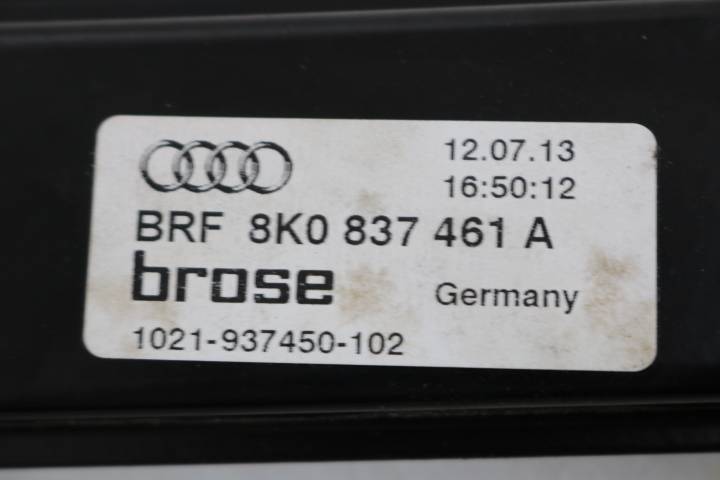 12.07.13
16:50:12
BRF 8K0 837 461 A
brose Germany
1021-937450-102